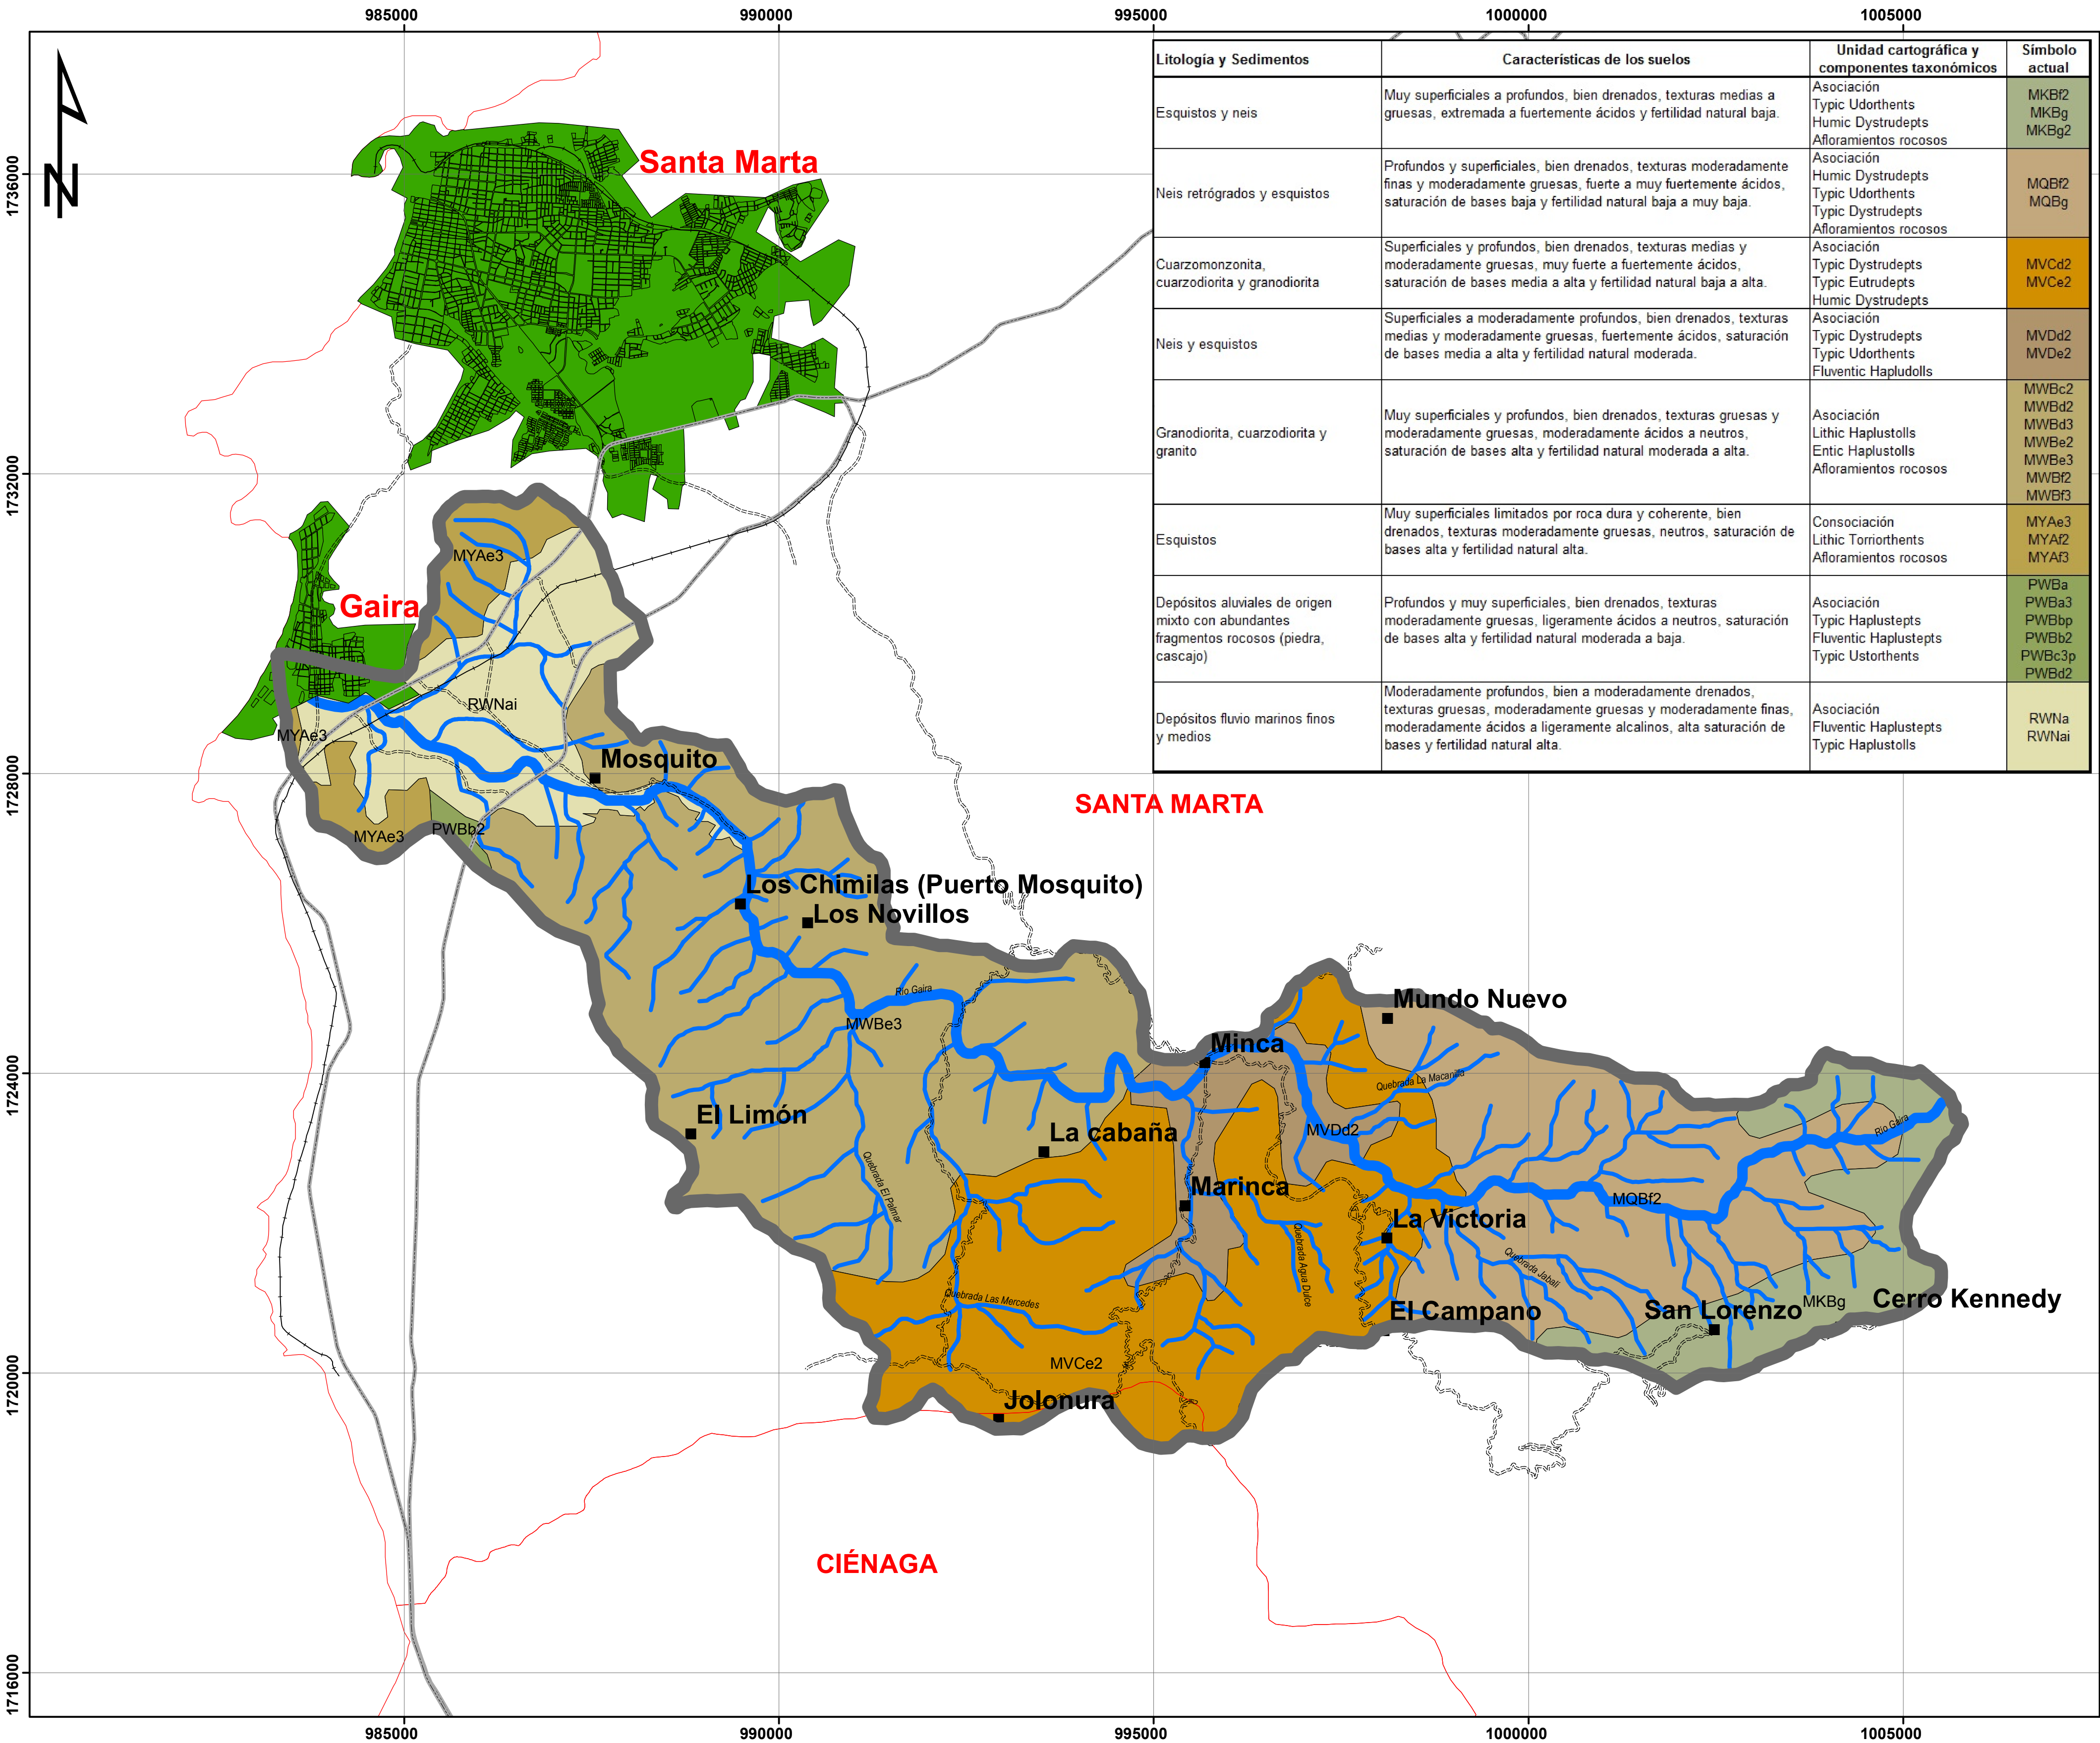 985000
990000
995000
1000000
1005000
1736000
1732000
1728000
1724000
1720000
1716000
N
Litología y Sedimentos
Características de los suelos
Unidad cartográfica y
componentes taxonómicos
Símbolo
actual
Esquistos y neis
Muy superficiales a profundos, bien drenados, texturas medias a
gruesas, extremada a fuertemente ácidos y fertilidad natural baja.
Asociación
Typic Udorthents
Humic Dystrudepts
Afloramientos rocosos
MKBf2
MKBg
MKBg2
Neis retrógrados y esquistos
Profundos y superficiales, bien drenados, texturas moderadamente
finas y moderadamente gruesas, fuerte a muy fuertemente ácidos,
saturación de bases baja y fertilidad natural baja a muy baja.
Asociación
Humic Dystrudepts
Typic Udorthents
Typic Dystrudepts
Afloramientos rocosos
MQBf2
MQBg
Cuarzomonzonita,
cuarzodiorita y granodiorita
Superficiales y profundos, bien drenados, texturas medias y
moderadamente gruesas, muy fuerte a fuertemente ácidos,
saturación de bases media a alta y fertilidad natural baja a alta.
Asociación
Typic Dystrudepts
Typic Eutrudepts
Humic Dystrudepts
MVCd2
MVCe2
Neis y esquistos
Superficiales a moderadamente profundos, bien drenados, texturas
medias y moderadamente gruesas, fuertemente ácidos, saturación
de bases media a alta y fertilidad natural moderada.
Asociación
Typic Dystrudepts
Typic Udorthents
Fluventic Hapludolls
MVDd2
MVDe2
Granodiorita, cuarzodiorita y
granito
Muy superficiales y profundos, bien drenados, texturas gruesas y
moderadamente gruesas, moderadamente ácidos a neutros,
saturación de bases alta y fertilidad natural moderada a alta.
Asociación
Lithic Haplustolls
Entic Haplustolls
Afloramientos rocosos
MWBc2
MWBd2
MWBd3
MWBe2
MWBe3
MWBf2
MWBf3
Esquistos
Muy superficiales limitados por roca dura y coherente, bien
drenados, texturas moderadamente gruesas, neutros, saturación de
bases alta y fertilidad natural alta.
Consociación
Lithic Torriorthents
Afloramientos rocosos
MYAe3
MYAf2
MYAf3
Depósitos aluviales de origen
mixto con abundantes
fragmentos rocosos (piedra,
cascajo)
Profundos y muy superficiales, bien drenados, texturas
moderadamente gruesas, ligeramente ácidos a neutros, saturación
de bases alta y fertilidad natural moderada a baja.
Asociación
Typic Haplustepts
Fluventic Haplustepts
Typic Ustorthents
PWBa
PWBa3
PWBbp
PWBb2
PWBc3p
PWBd2
Depósitos fluvio marinos finos
y medios
Moderadamente profundos, bien a moderadamente drenados,
texturas gruesas, moderadamente gruesas y moderadamente finas,
moderadamente ácidos a ligeramente alcalinos, alta saturación de
bases y fertilidad natural alta.
Asociación
Fluventic Haplustepts
Typic Haplustolls
RWNa
RWNai
Santa Marta
MYAe3
Gaira
RWNai
MYAe3
Mosquito
SANTA MARTA
MYAe3
PWBb2
Los Chimilas (Puerto Mosquito)
Los Novillos
Rio Gaira
MWBe3
Mundo Nuevo
Minca
Quebrada La Macanilla
El Limón
La cabaña
MVDd2
Rio Gaira
Quebrada El Palmar
Marinca
MQBf2
La Victoria
Quebrada Agua Dulce
Quebrada Jabalí
Quebrada Las Mercedes
El Campano
San Lorenzo
MKBg
Cerro Kennedy
MVCe2
Jolonura
CIÉNAGA
985000
990000
995000
1000000
1005000